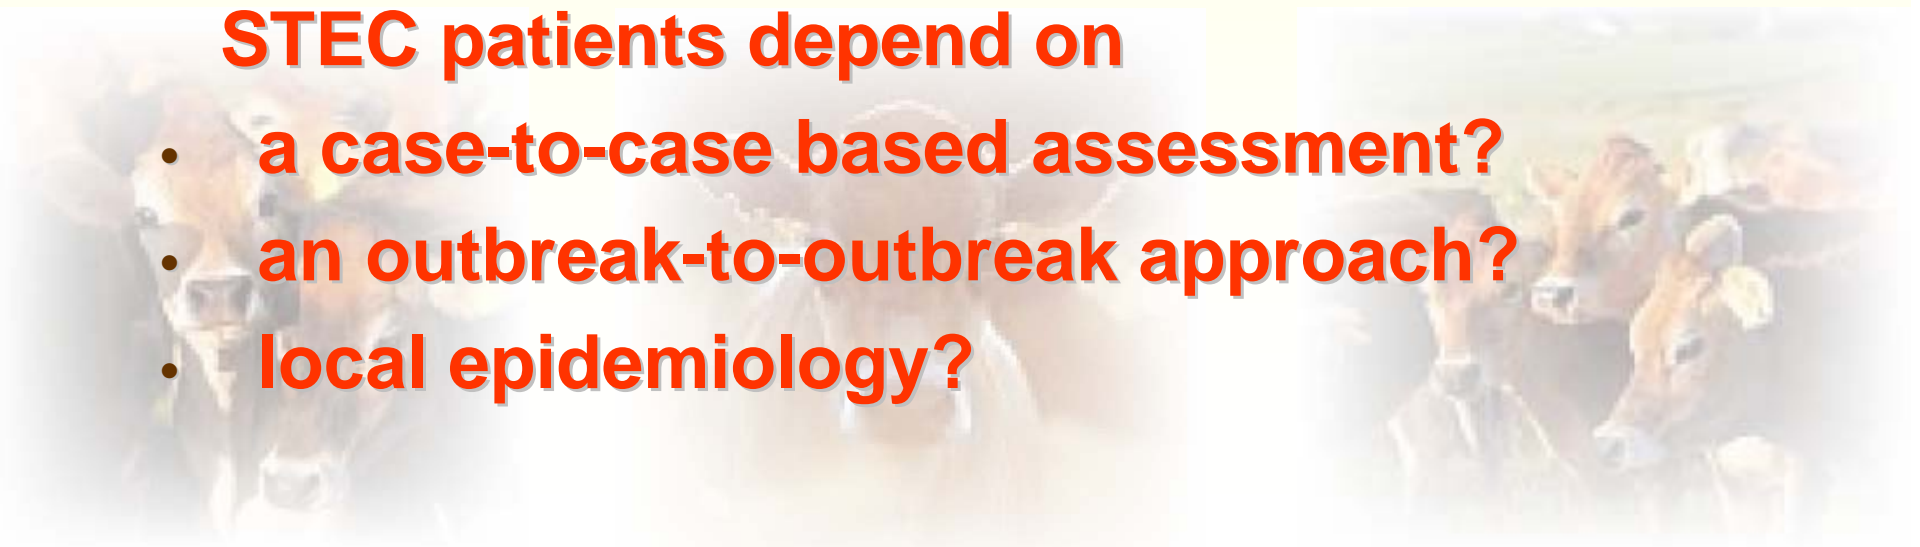 STEC patients depend on
• a case-to-case based assessment?
• an outbreak-to-outbreak approach?
• local epidemiology?